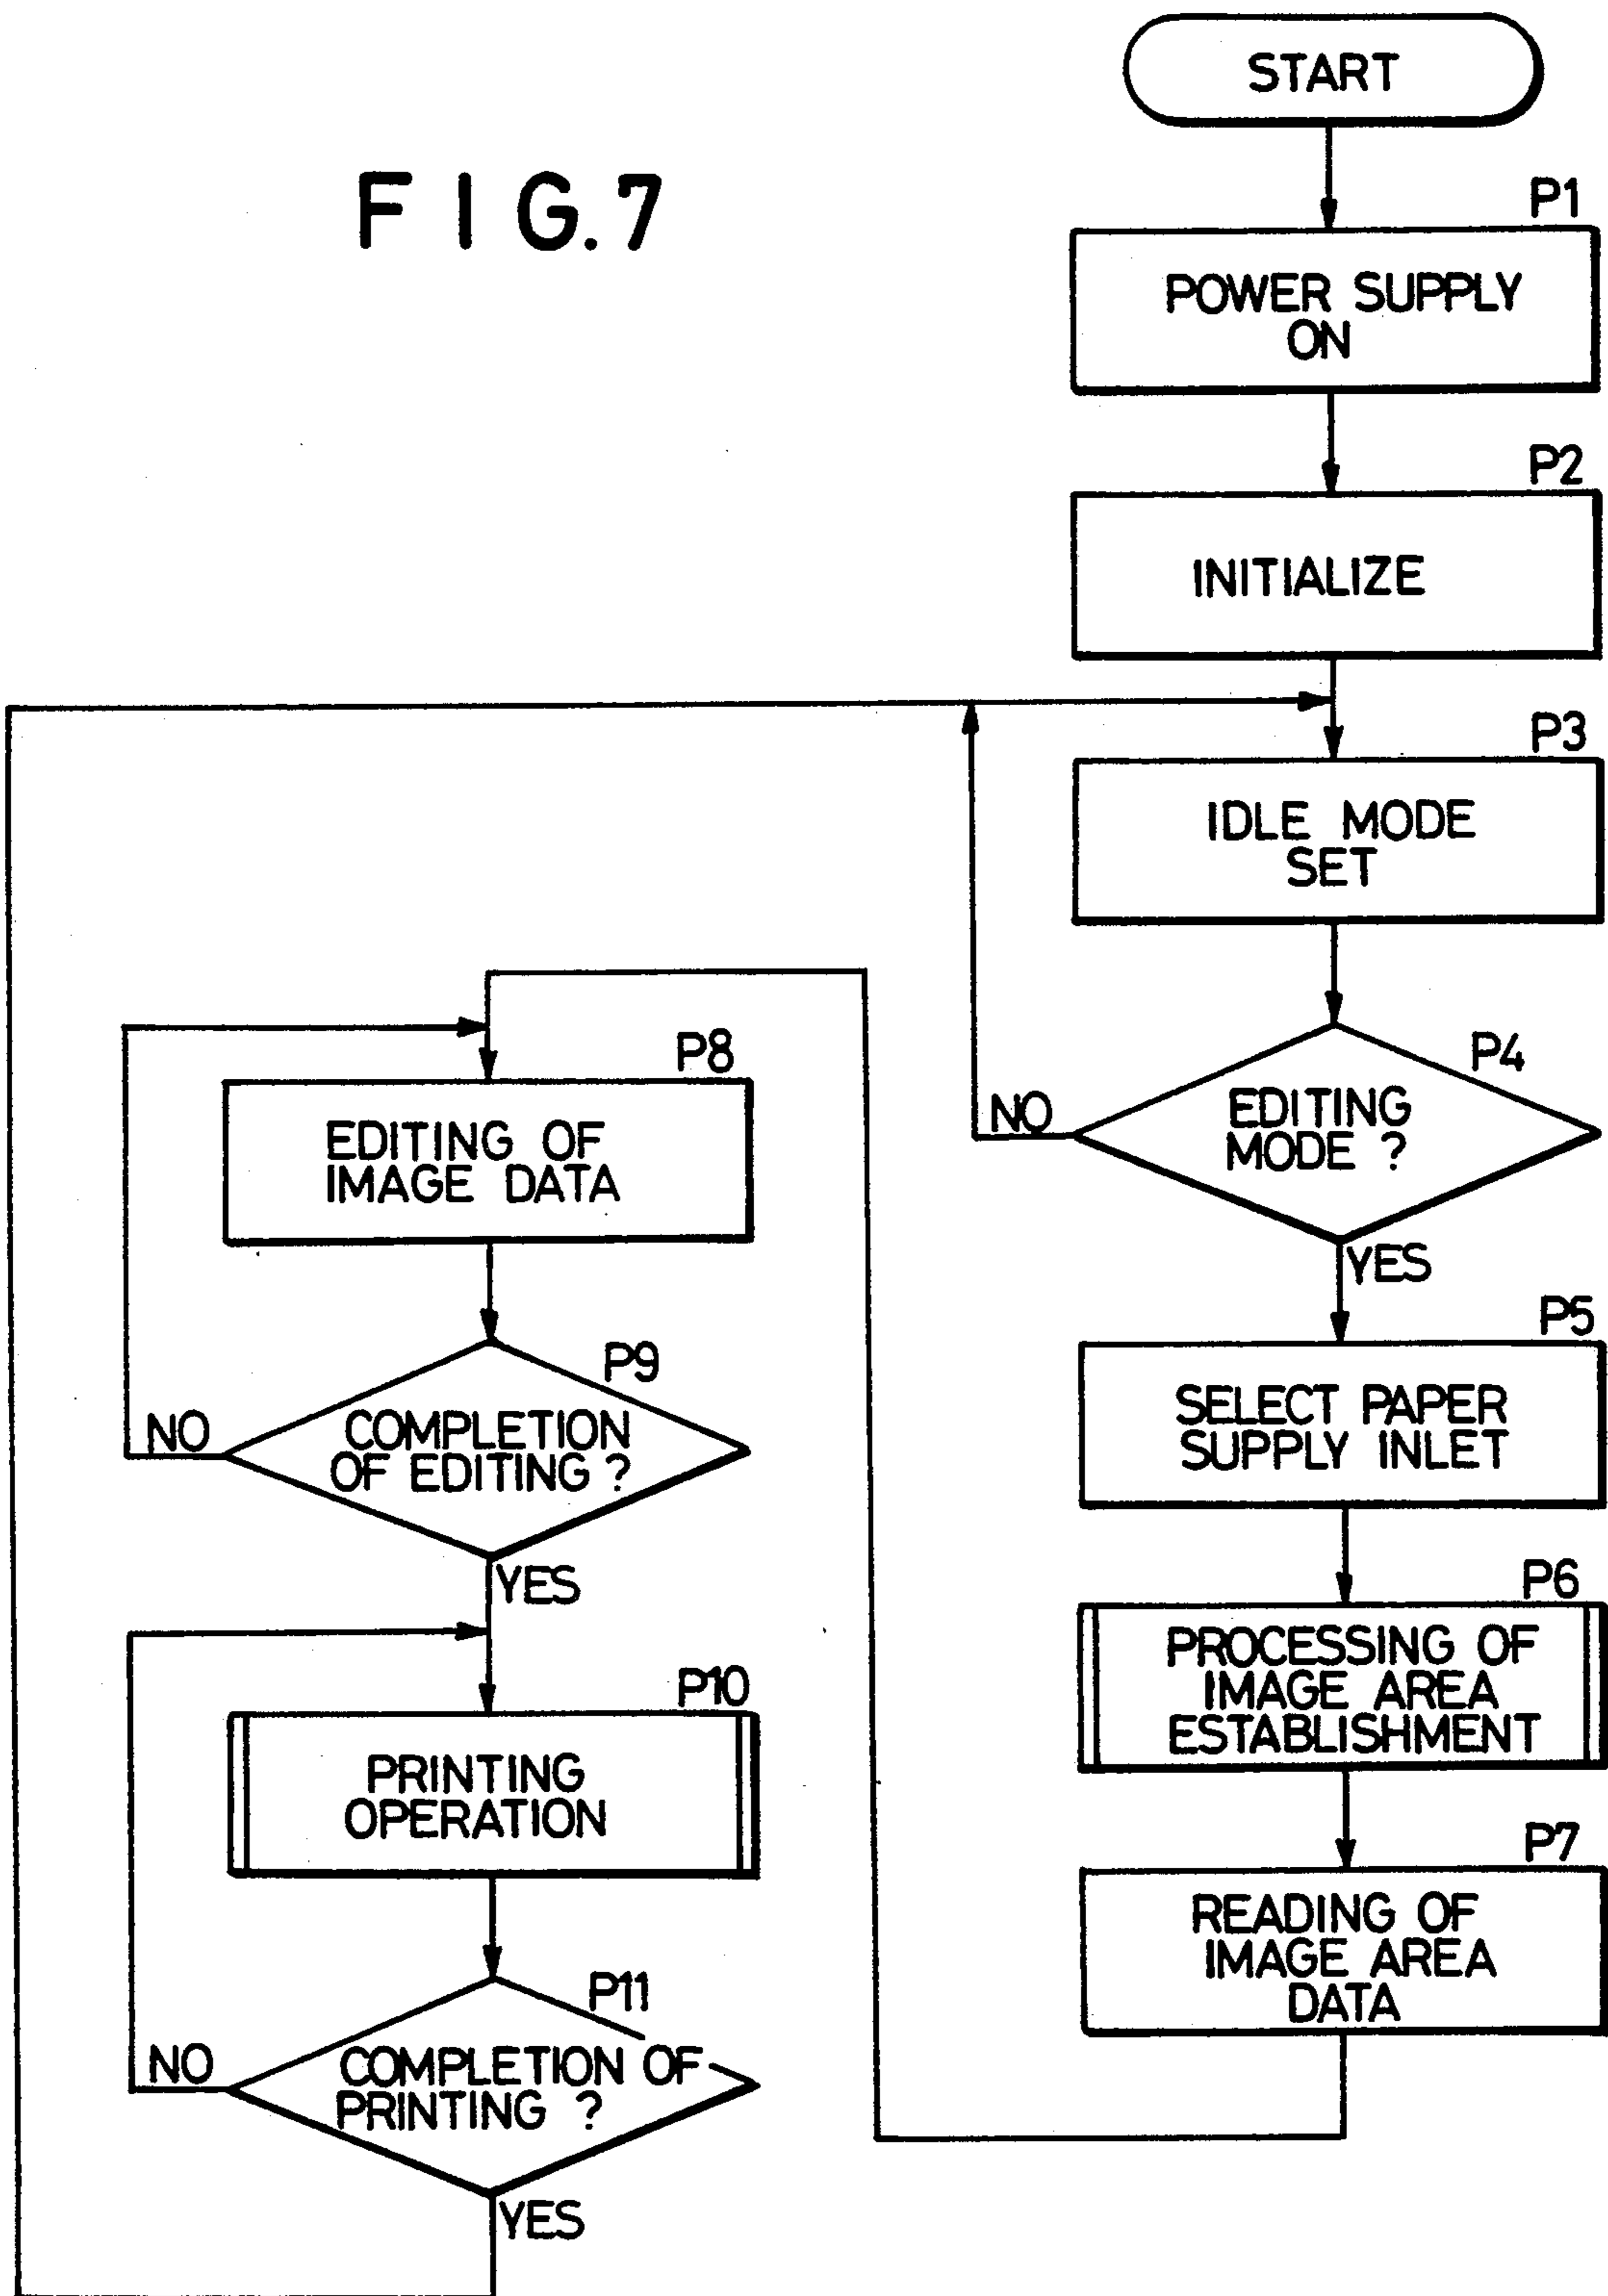 FIG.7
START
P1
POWER SUPPLY
ON
P2
INITIALIZE
P3
IDLE MODE
SET
P4
EDITING
MODE ?
NO
YES
P5
SELECT PAPER
SUPPLY INLET
P6
PROCESSING OF
IMAGE AREA
ESTABLISHMENT
P7
READING OF
IMAGE AREA
DATA
P8
EDITING OF
IMAGE DATA
P9
COMPLETION
OF EDITING ?
NO
YES
P10
PRINTING
OPERATION
P11
COMPLETION OF
PRINTING ?
NO
YES